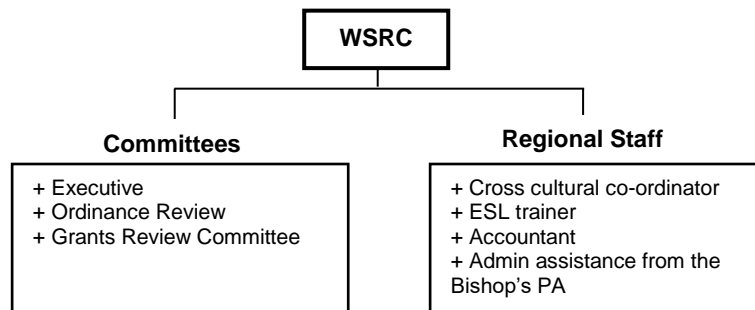 WSRC
Committees
+ Executive
+ Ordinance Review
+ Grants Review Committee
Regional Staff
+ Cross cultural co-ordinator
+ ESL trainer
+ Accountant
+ Admin assistance from the
Bishop’s PA